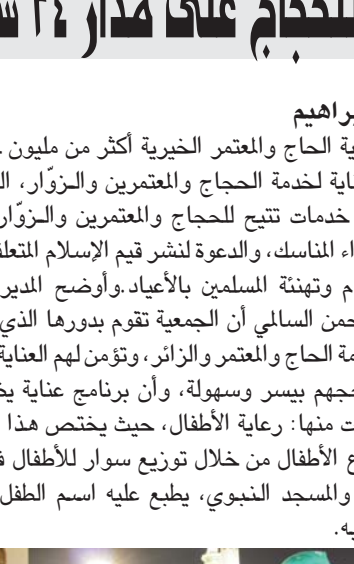 للحجاج على مدار ٢٤ س
براهيم
ية الحاج والمعتمر الخيرية أكثر من مليون
ناية لخدمة الحجاج والمعتمرين والـزوّار، ال
خدمات تتيح للحجاج والمعتمرين والـزوّار
اء المناسك، والدعوة لنشر قيم الإسلام المتعلق
م وتهنئة المسلمين بالأعياد.وأوضح المدير
حمن السالمي أن الجمعية تقوم بدورها الذي
مة الحاج والمعتمر والزائر، وتؤمن لهم العناية
حجهم بيسر وسهولة، وأن برنامج عناية يخ
ت منها: رعاية الأطفال، حيث يختص هذا
ع الأطفال من خلال توزيع سوار للأطفال ف
والمسجد النبوي، يطبع عليه اسم الطفل
يه.